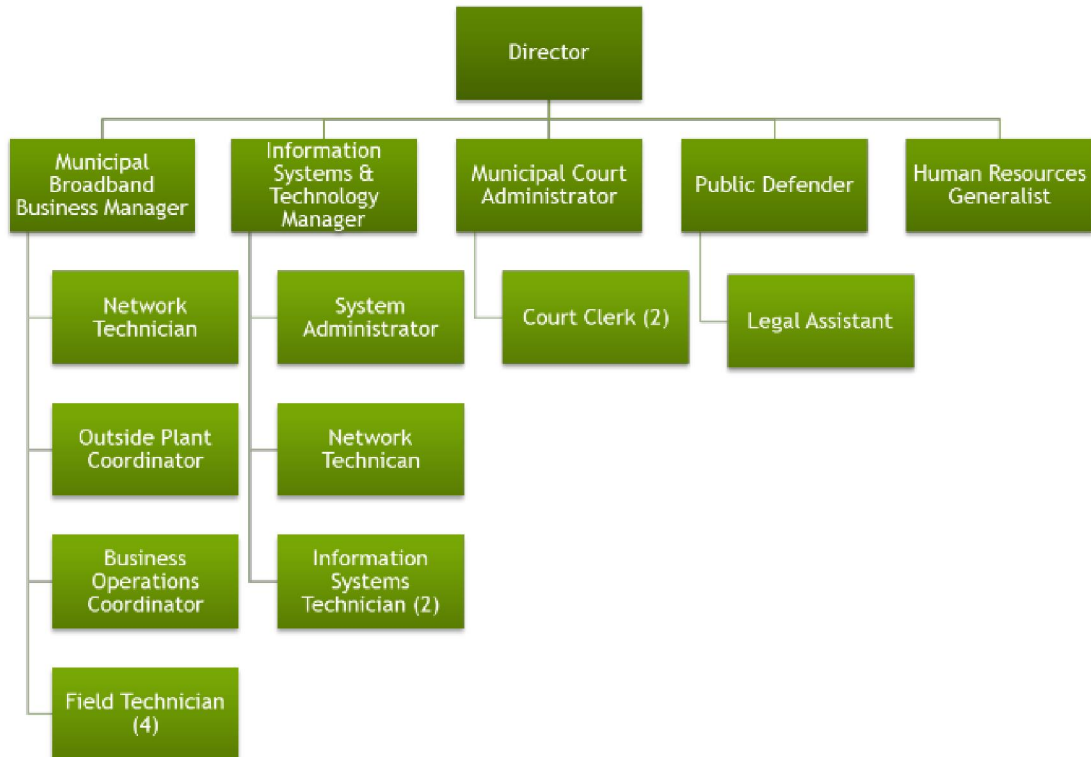 Director
Municipal
Broadband
Business Manager
Information
Systems &
Technology
Manager
Municipal Court
Administrator
Public Defender
Human Resources
Generalist
Network
Technician
System
Administrator
Court Clerk (2)
Legal Assistant
Outside Plant
Coordinator
Network
Technican
Business
Operations
Coordinator
Information
Systems
Technician (2)
Field Technician
(4)